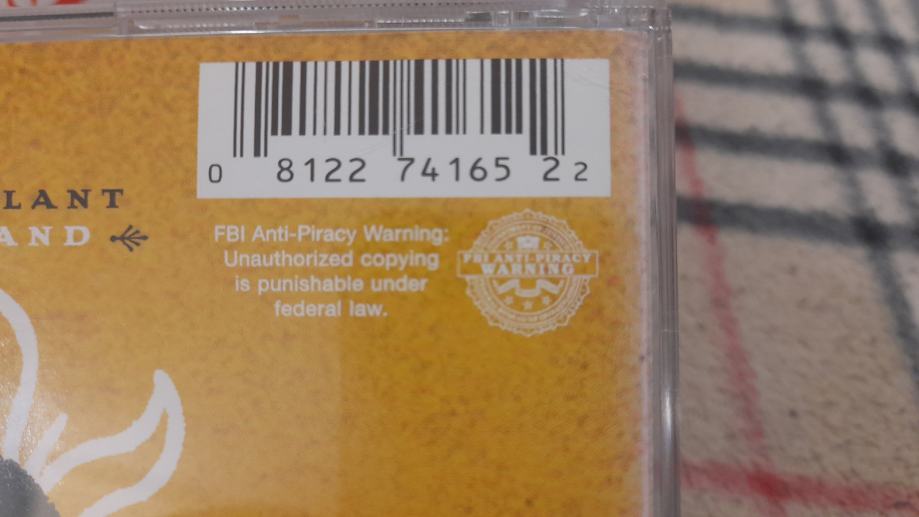 0 8122 74165 2 2
LANT
AND
FBI Anti-Piracy Warning:
Unauthorized copying
is punishable under
federal law.
FBI ANTI-PIRACY
WARNING